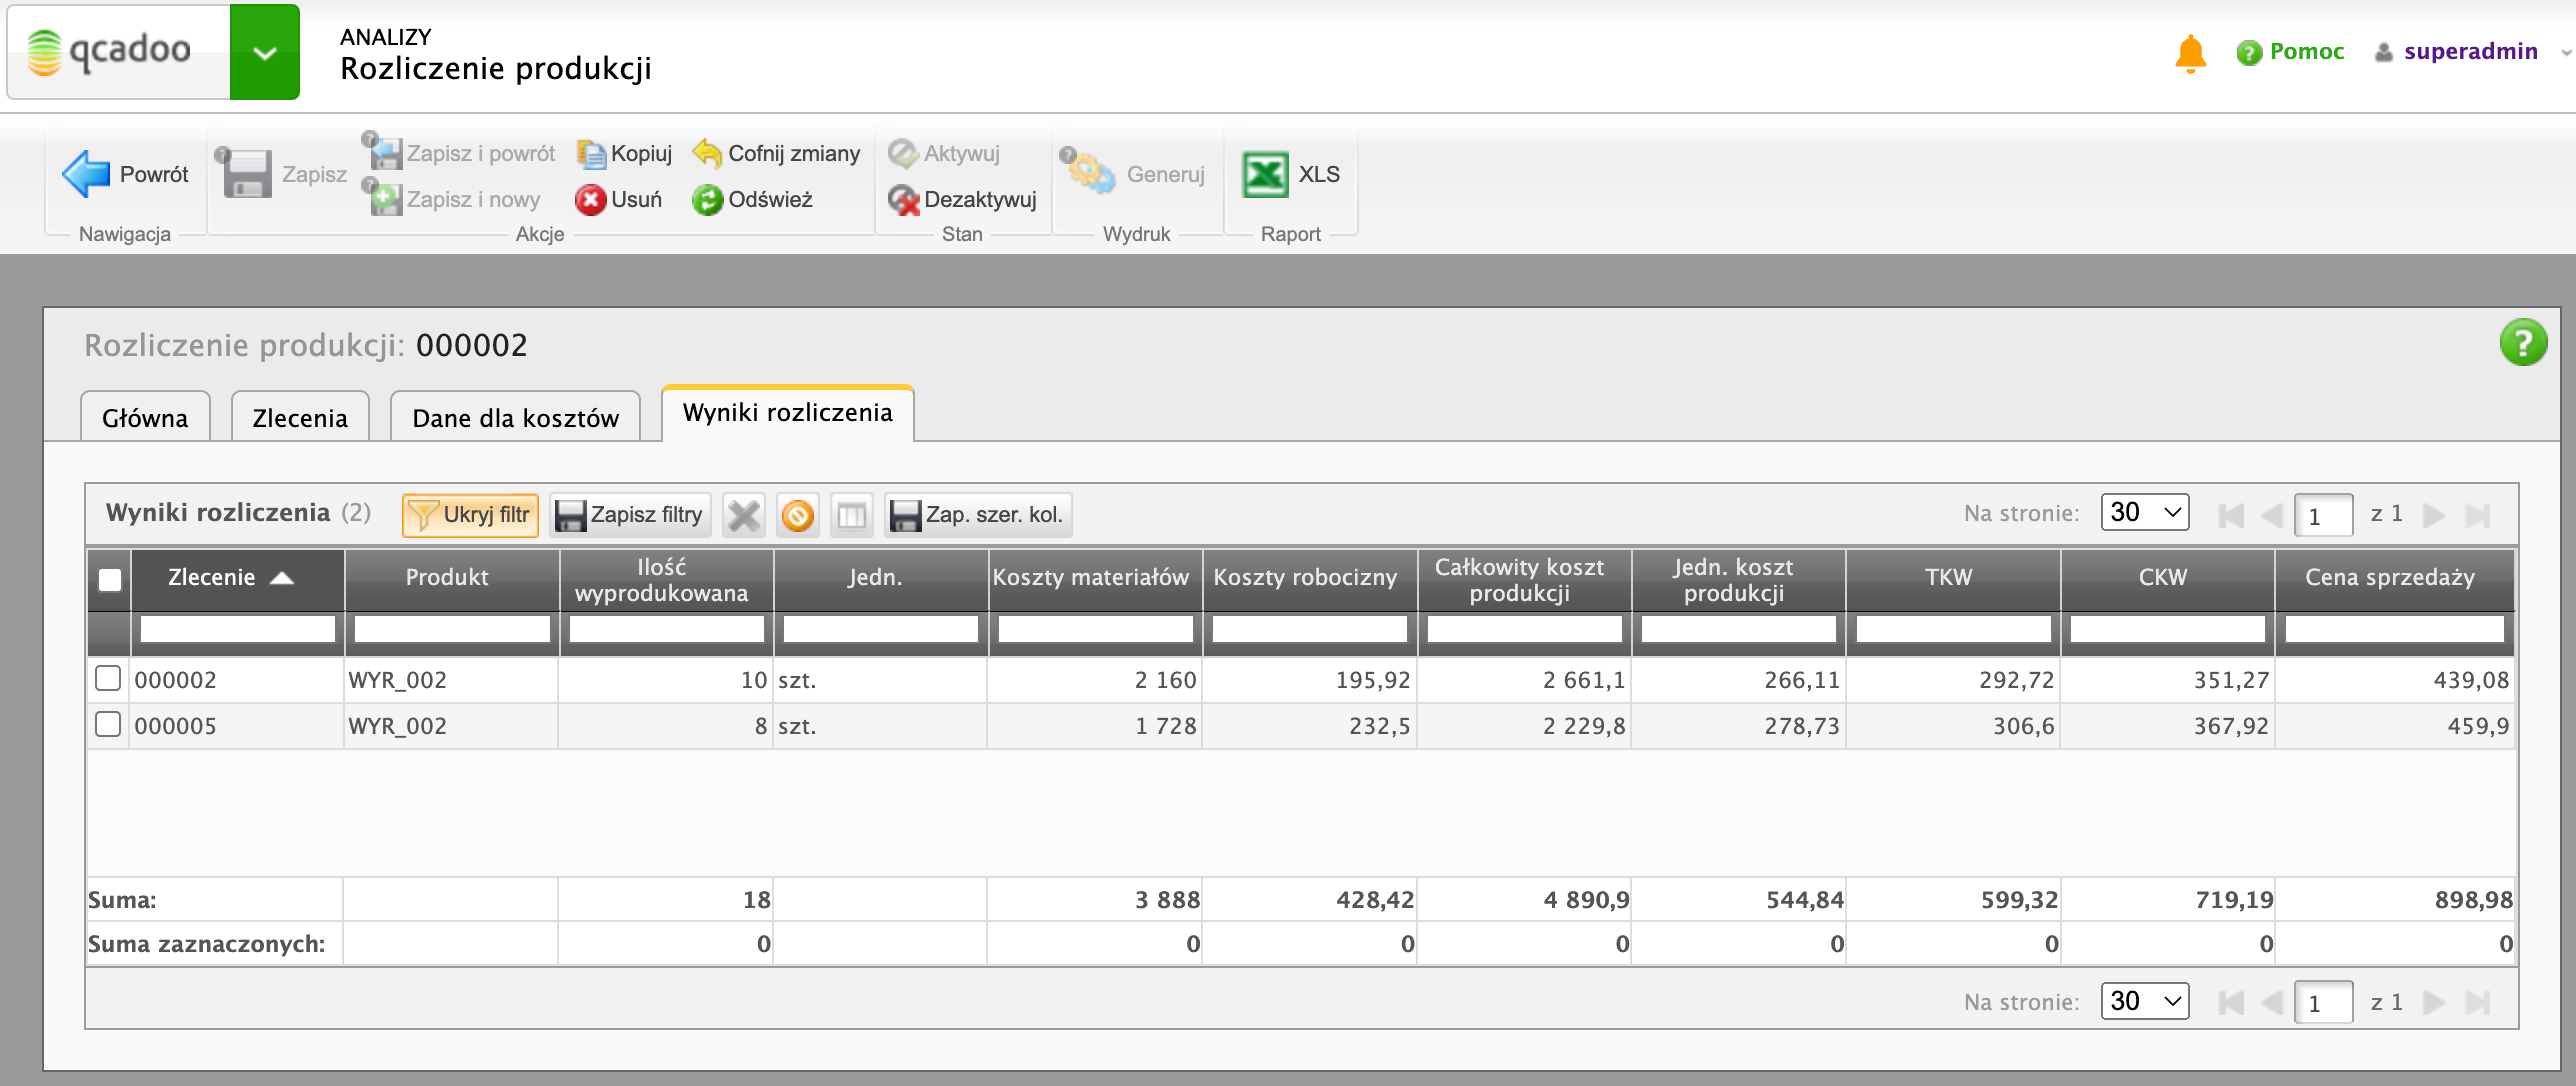 qcadoo
ANALIZY
Rozliczenie produkcji
Pomoc superadmin
Powrót
Nawigacja
Zapisz
Zapisz i powrót
Zapisz i nowy
Kopiuj
Usuń
Cofnij zmiany
Odśwież
Akcje
Aktywuj
Dezaktywuj
Stan
Generuj
Wydruk
XLS
Raport
Rozliczenie produkcji: 000002
Główna Zlecenia Dane dla kosztów Wyniki rozliczenia
Wyniki rozliczenia (2) Ukryj filtr Zapisz filtry Zap. szer. kol. Na stronie: 30 1 z 1
Zlecenie Produkt Ilość wyprodukowana Jedn. Koszty materiałów Koszty robocizny Całkowity koszt produkcji Jedn. koszt produkcji TKW CKW Cena sprzedaży
000002 WYR_002 10 szt. 2 160 195,92 2 661,1 266,11 292,72 351,27 439,08
000005 WYR_002 8 szt. 1 728 232,5 2 229,8 278,73 306,6 367,92 459,9
Suma: 18 3 888 428,42 4 890,9 544,84 599,32 719,19 898,98
Suma zaznaczonych: 0 0 0 0 0 0 0 0
Na stronie: 30 1 z 1